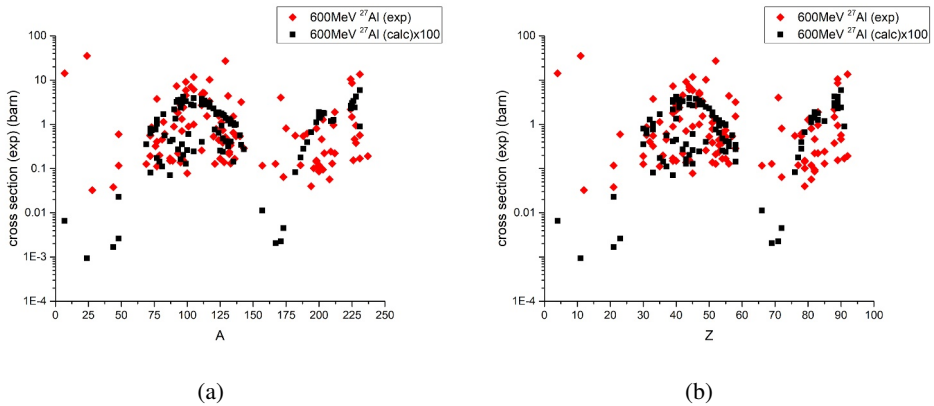 600MeV ²⁷Al (exp)
600MeV ²⁷Al (calc)x100
100
10
1
0.1
0.01
1E-3
1E-4
0 25 50 75 100 125 150 175 200 225 250
cross section (exp) (barn)
A
(a)
600MeV ²⁷Al (exp)
600MeV ²⁷Al (calc)x100
100
10
1
0.1
0.01
1E-3
1E-4
0 10 20 30 40 50 60 70 80 90 100
cross section (exp) (barn)
Z
(b)